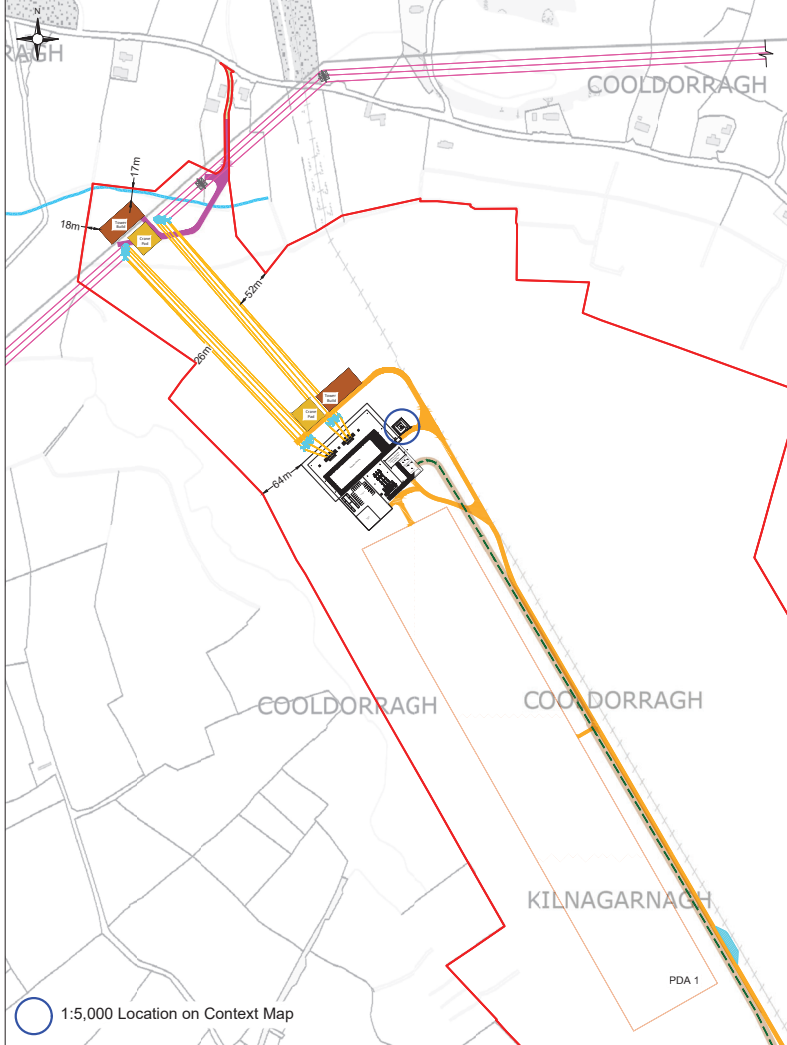 N
RAGH
COOLDORRAGH
17m
18m
Tower
Build
Crane
Pad
52m
26m
Tower
Build
Crane
Pad
64m
COOLDORRAGH
COOLDORRAGH
KILNAGARNAGH
PDA 1
1:5,000 Location on Context Map